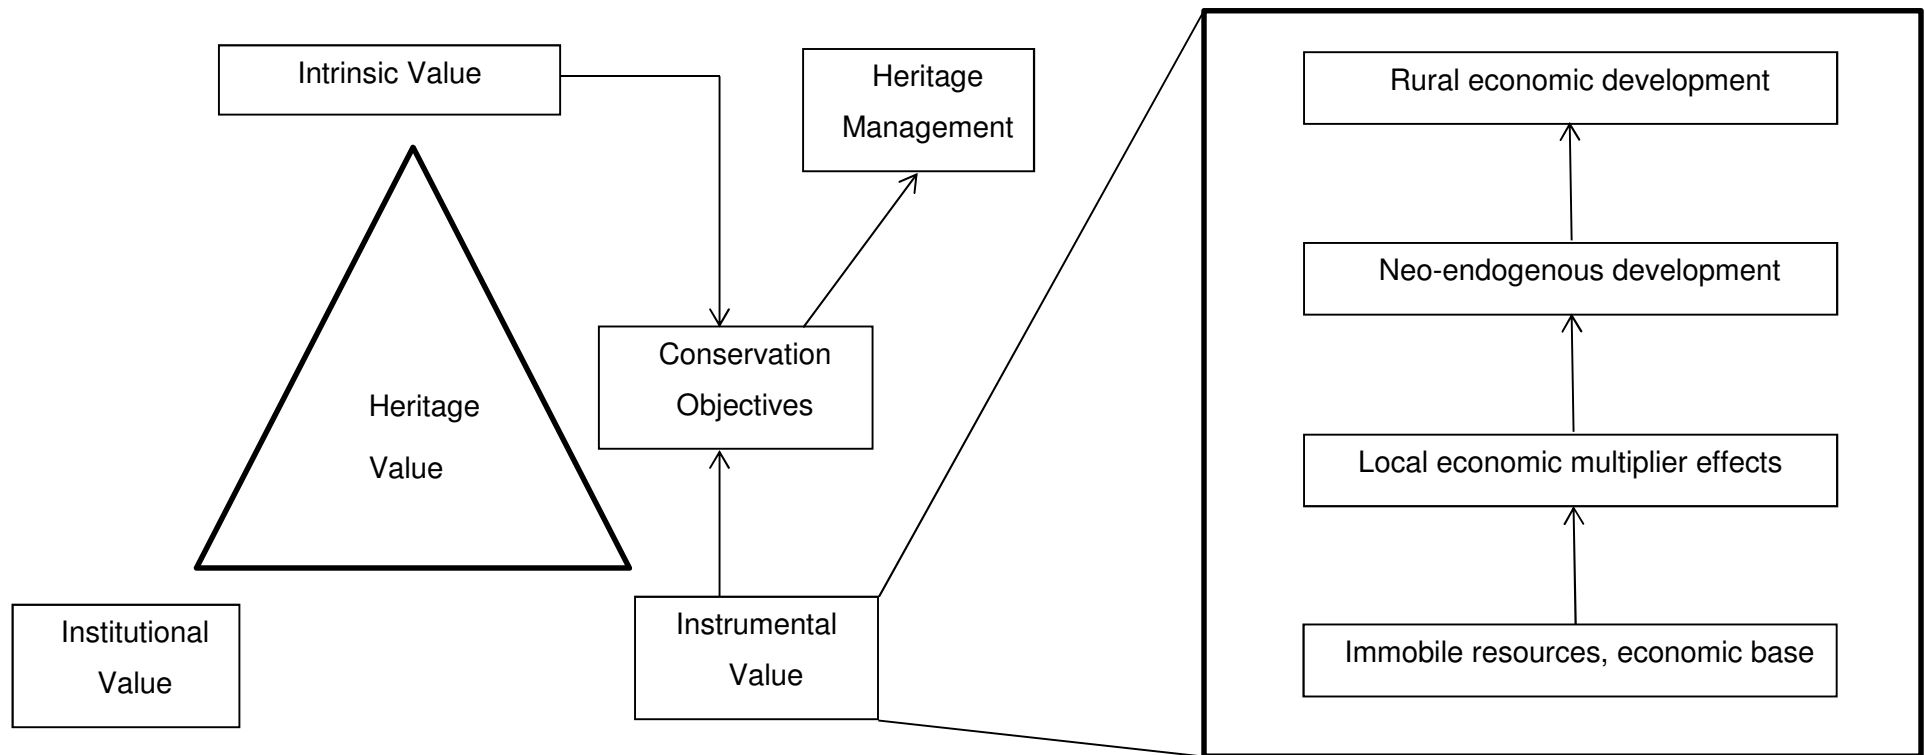 Intrinsic Value
Heritage
Management
Conservation
Objectives
Heritage
Value
Institutional
Value
Instrumental
Value
Rural economic development
Neo-endogenous development
Local economic multiplier effects
Immobile resources, economic base